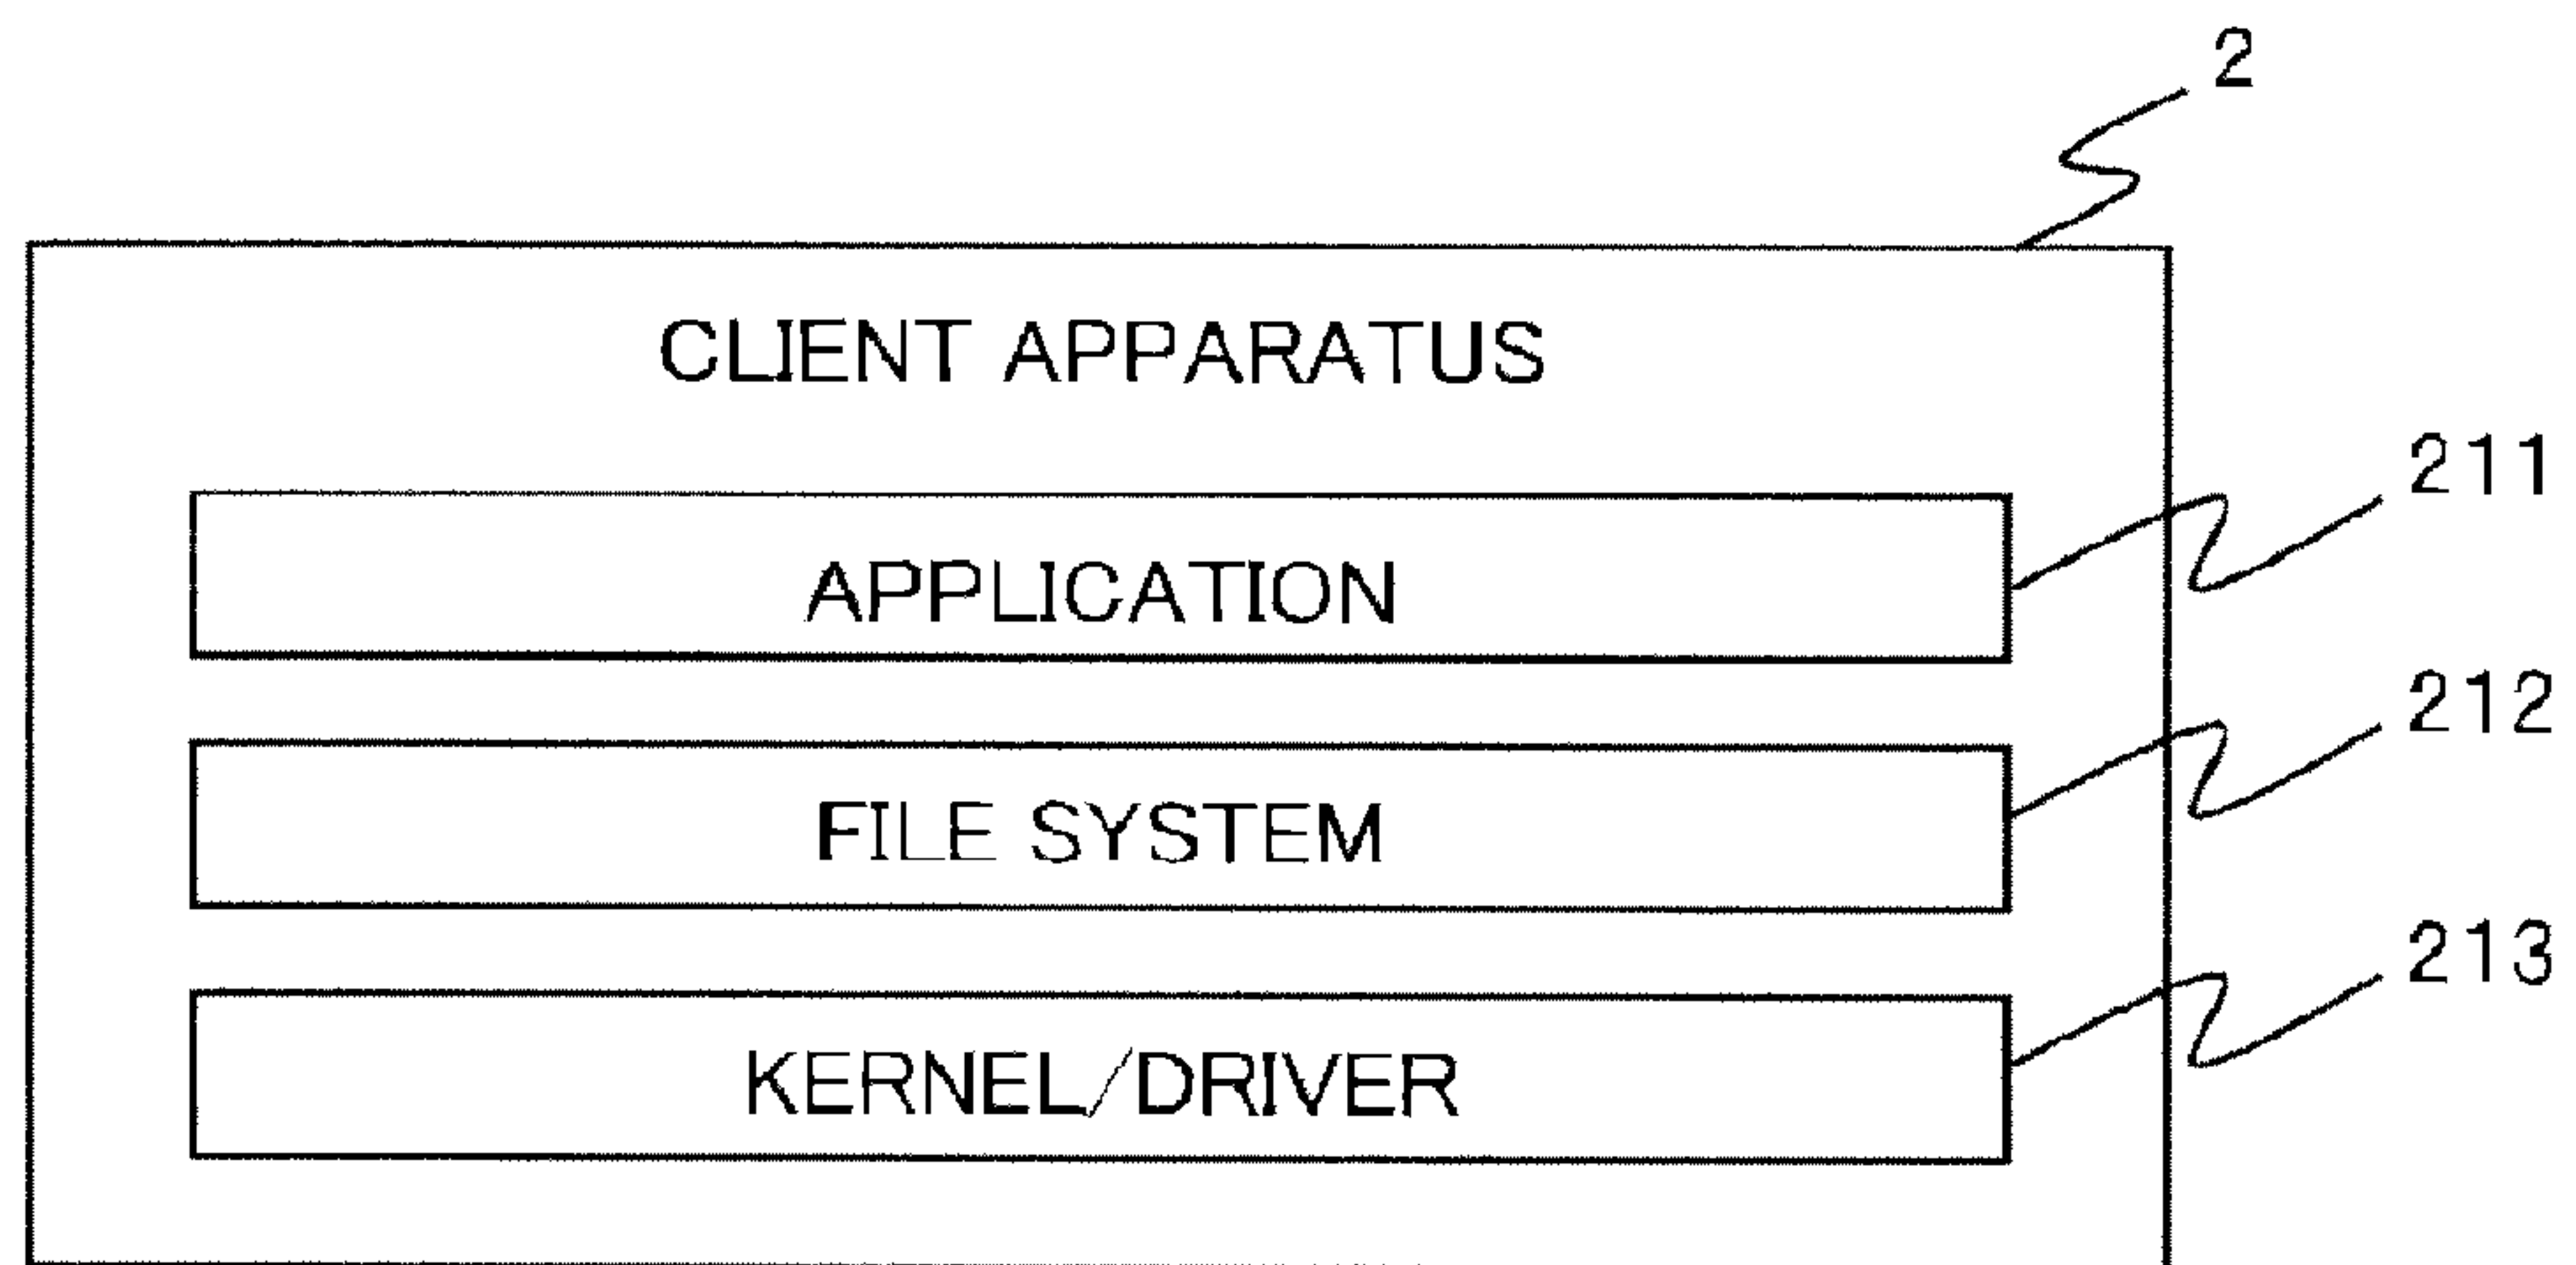 2
CLIENT APPARATUS
211
APPLICATION
212
FILE SYSTEM
213
KERNEL/DRIVER